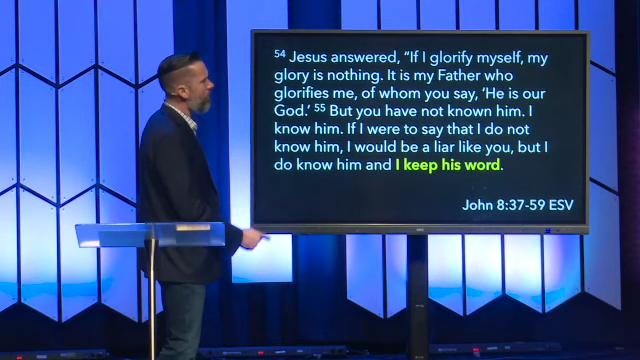 54 Jesus answered, “If I glorify myself, my
glory is nothing. It is my Father who
glorifies me, of whom you say, ‘He is our
God.’ 55 But you have not known him. I
know him. If I were to say that I do not
know him, I would be a liar like you, but I
do know him and I keep his word.
John 8:37-59 ESV